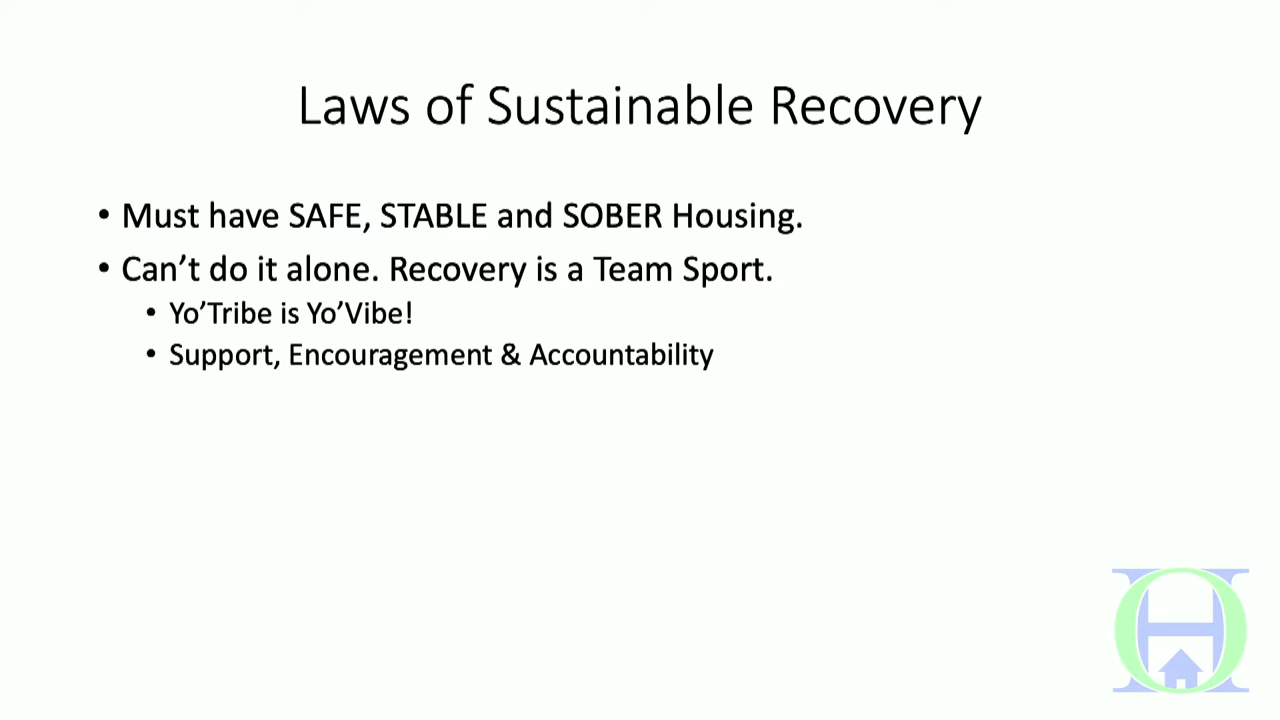 Laws of Sustainable Recovery
• Must have SAFE, STABLE and SOBER Housing.
• Can’t do it alone. Recovery is a Team Sport.
• Yo’Tribe is Yo’Vibe!
• Support, Encouragement & Accountability
OH